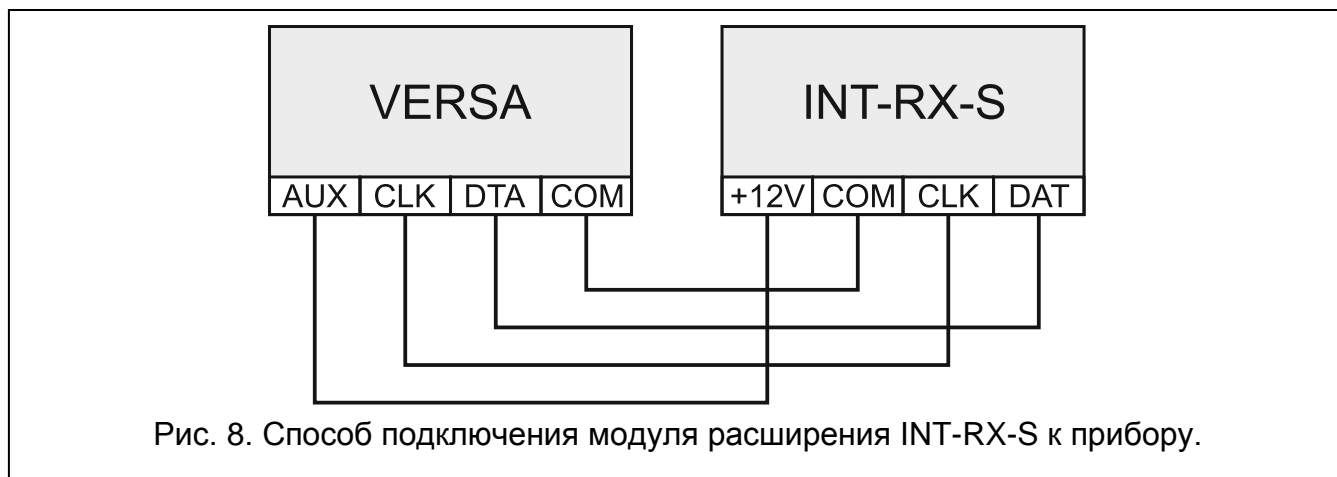 VERSA
INT-RX-S
AUX CLK DTA COM
+12V COM CLK DAT
Рис. 8. Способ подключения модуля расширения INT-RX-S к прибору.